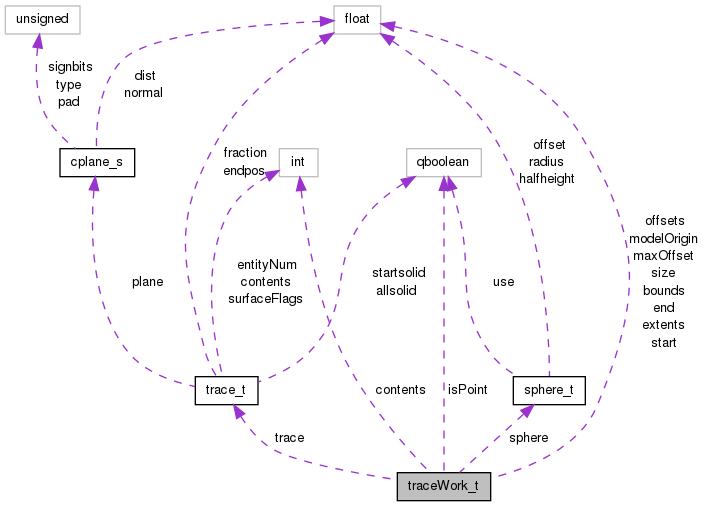 unsigned
float
signbits
type
pad
dist
normal
cplane_s
fraction
endpos
int
qboolean
offset
radius
halfheight
offsets
modelOrigin
maxOffset
size
bounds
end
extents
start
plane
entityNum
contents
surfaceFlags
startsolid
allsolid
use
trace_t
contents
isPoint
sphere_t
trace
sphere
traceWork_t